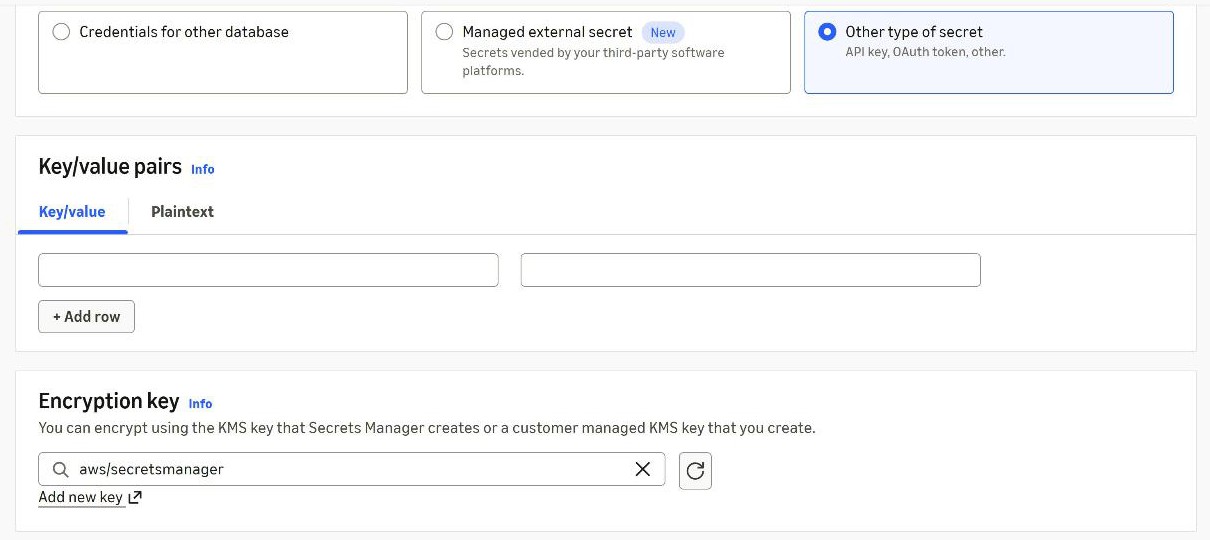 Credentials for other database
Managed external secret New
Secrets vended by your third-party software
platforms.
Other type of secret
API key, OAuth token, other.
Key/value pairs Info
Key/value Plaintext
+ Add row
Encryption key Info
You can encrypt using the KMS key that Secrets Manager creates or a customer managed KMS key that you create.
aws/secretsmanager
Add new key